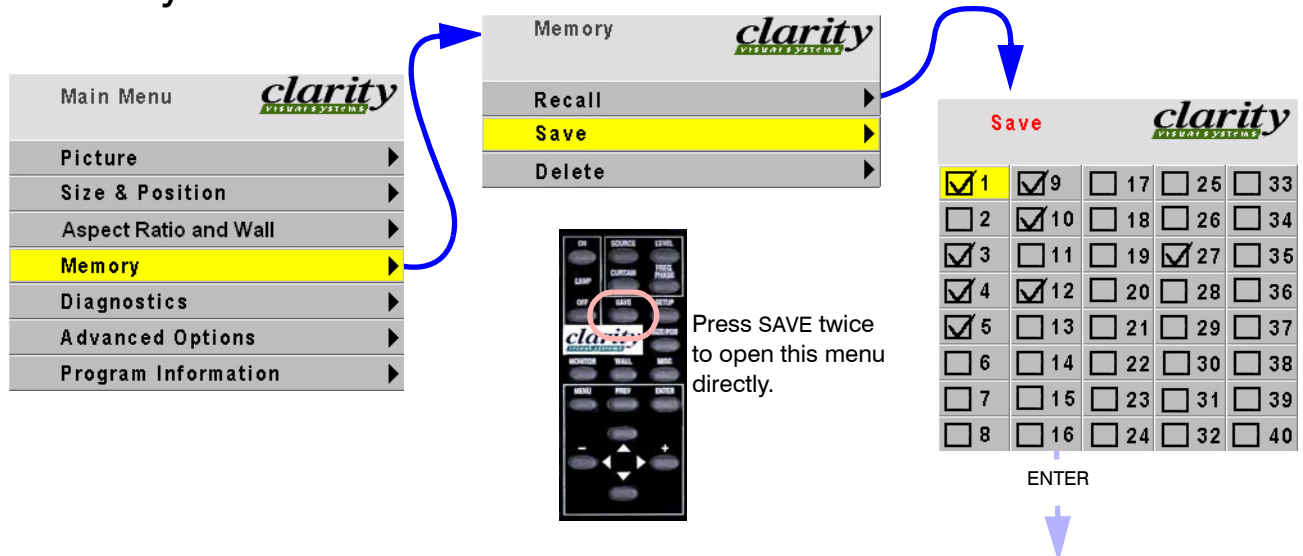 Main Menu
clarity
VISUAL SYSTEMS
Picture
Size & Position
Aspect Ratio and Wall
Memory
Diagnostics
Advanced Options
Program Information
Memory
clarity
VISUAL SYSTEMS
Recall
Save
Delete
ON SOURCE LEVEL
LAMP CURTAIN FREQ
PHASE
OFF SAVE SETUP
clarity
MONITOR WALL MISC
MENU PREV ENTER
- +
Press SAVE twice
to open this menu
directly.
Save
clarity
VISUAL SYSTEMS
1 9 17 25 33
2 10 18 26 34
3 11 19 27 35
4 12 20 28 36
5 13 21 29 37
6 14 22 30 38
7 15 23 31 39
8 16 24 32 40
ENTER